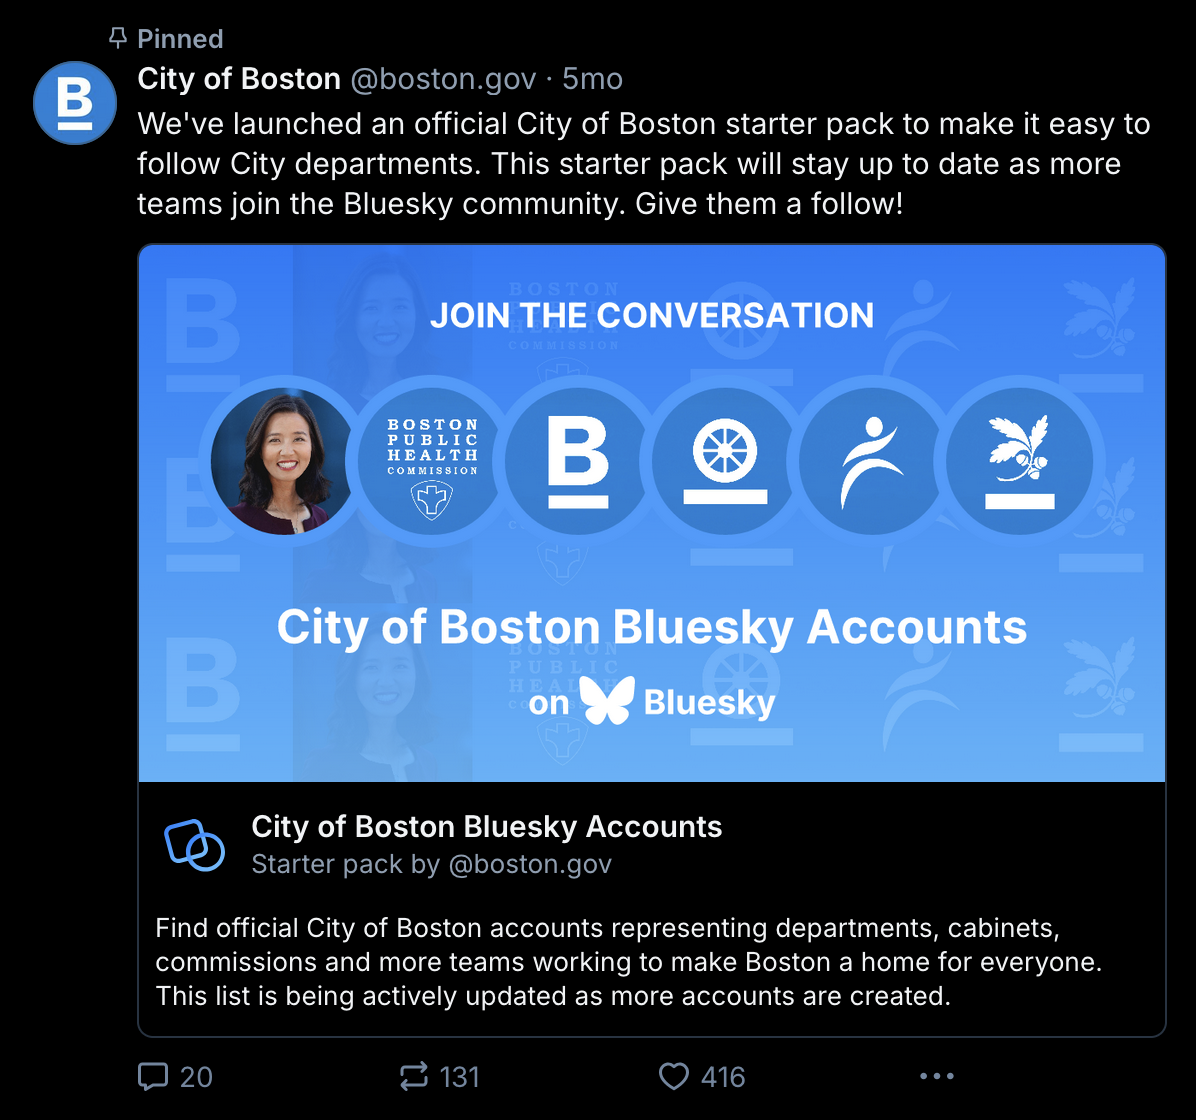 Pinned
City of Boston @boston.gov · 5mo
We've launched an official City of Boston starter pack to make it easy to
follow City departments. This starter pack will stay up to date as more
teams join the Bluesky community. Give them a follow!
JOIN THE CONVERSATION
B
BOSTON
PUBLIC
HEALTH
COMMISSION
B
City of Boston Bluesky Accounts
on Bluesky
City of Boston Bluesky Accounts
Starter pack by @boston.gov
Find official City of Boston accounts representing departments, cabinets,
commissions and more teams working to make Boston a home for everyone.
This list is being actively updated as more accounts are created.
20 131 416